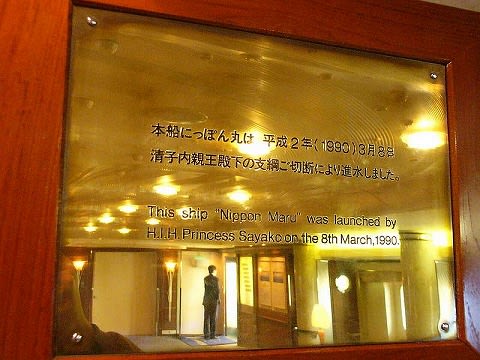 本船にっぽん丸は 平成2年(1990)3月8日
清子内親王殿下の支綱ご切断により進水しました。
This ship "Nippon Maru" was launched by
H.I.H. Princess Sayako on the 8th March,1990.